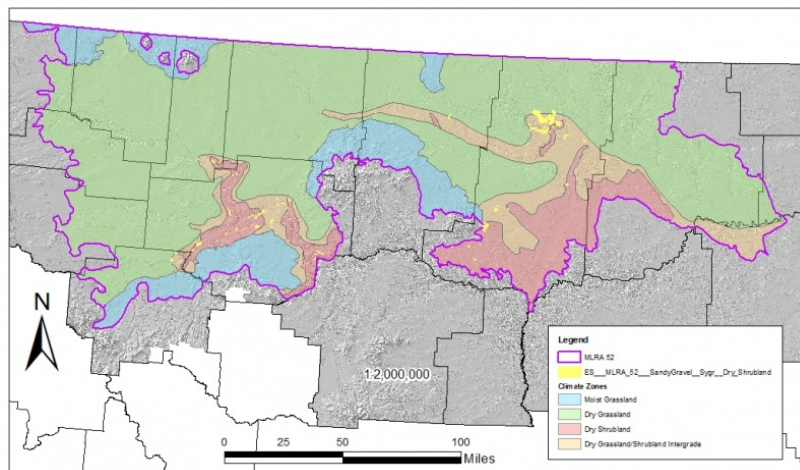 N
1:2,000,000
0 25 50 100
Miles
Legend
MLRA 52
ES___MLRA_52___SandyGravel__Sygr__Dry_Shrubland
Climate Zones
Moist Grassland
Dry Grassland
Dry Shrubland
Dry Grassland/Shrubland Intergrade